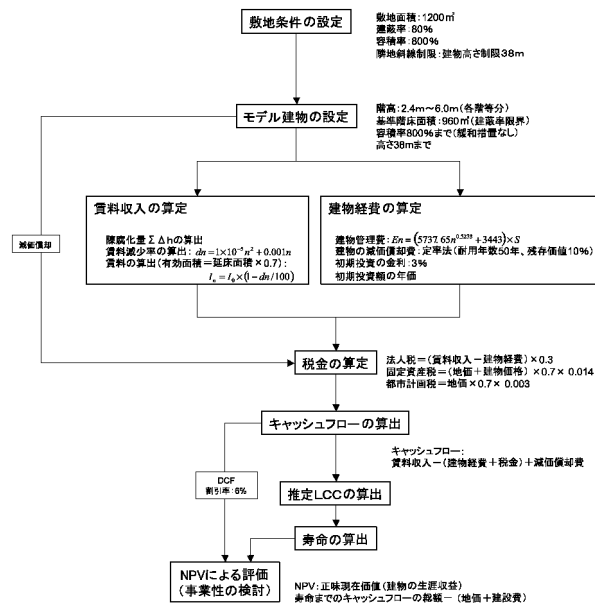 敷地条件の設定
敷地面積：1200㎡
建蔽率：80%
容積率：800%
隣地斜線制限：建物高さ制限38m
モデル建物の設定
階高：2.4m～6.0m（各階等分）
基準階床面積：960㎡（建蔽率限界）
容積率800%まで（緩和措置なし）
高さ38mまで
減価償却
賃料収入の算定
陳腐化量ΣΔhの算出
賃料減少率の算出：dn=1×10⁻⁵n²+0.001n
賃料の算出（有効面積＝延床面積×0.7）：
Iₙ=I₀×(1-dn/100)
建物経費の算定
建物管理費：En=(5737.65n^0.5278+3443)×S
建物の減価償却費：定率法（耐用年数50年、残存価値10%）
初期投資の金利：3%
初期投資額の年価
税金の算定
法人税＝（賃料収入－建物経費）×0.3
固定資産税＝（地価＋建物価格）×0.7×0.014
都市計画税＝地価×0.7×0.003
キャッシュフローの算出
キャッシュフロー：
賃料収入－（建物経費＋税金）＋減価償却費
DCF
割引率：6%
推定LCCの算出
寿命の算出
NPVによる評価
（事業性の検討）
NPV：正味現在価値（建物の生涯収益）
寿命までのキャッシュフローの総額－（地価＋建設費）